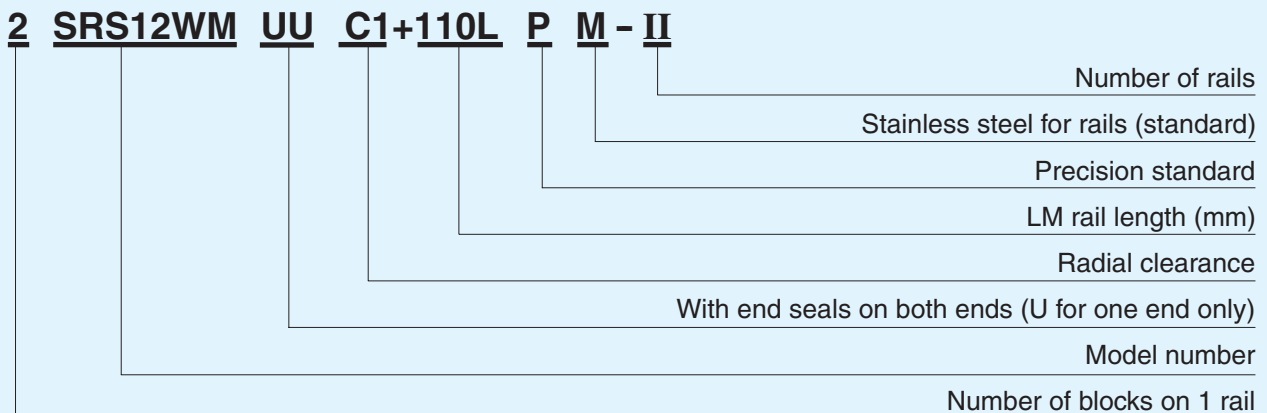 2 SRS12WM UU C1+110L P M - II
Number of rails
Stainless steel for rails (standard)
Precision standard
LM rail length (mm)
Radial clearance
With end seals on both ends (U for one end only)
Model number
Number of blocks on 1 rail